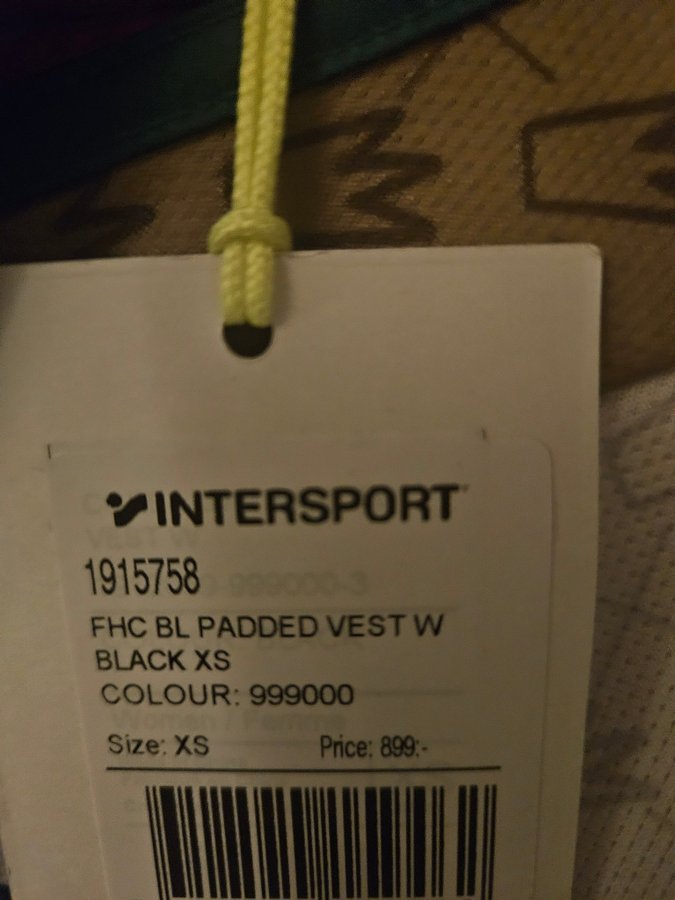 INTERSPORT
1915758
FHC BL PADDED VEST W
BLACK XS
COLOUR: 999000
Size: XS Price: 899:-